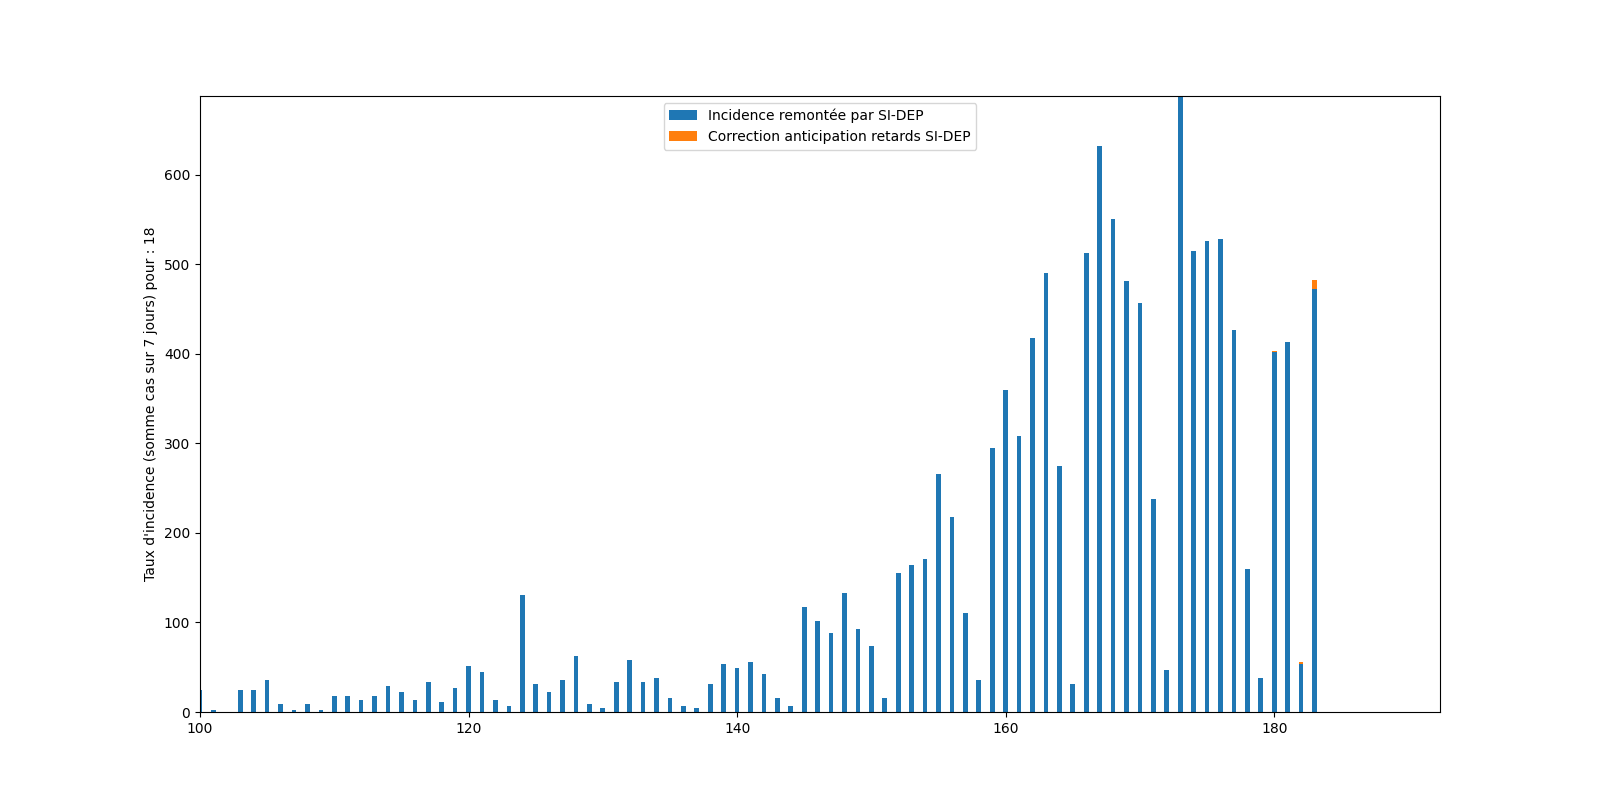 Incidence remontée par SI-DEP
Correction anticipation retards SI-DEP
Taux d'incidence (somme cas sur 7 jours) pour : 18
600
500
400
300
200
100
0
100 120 140 160 180